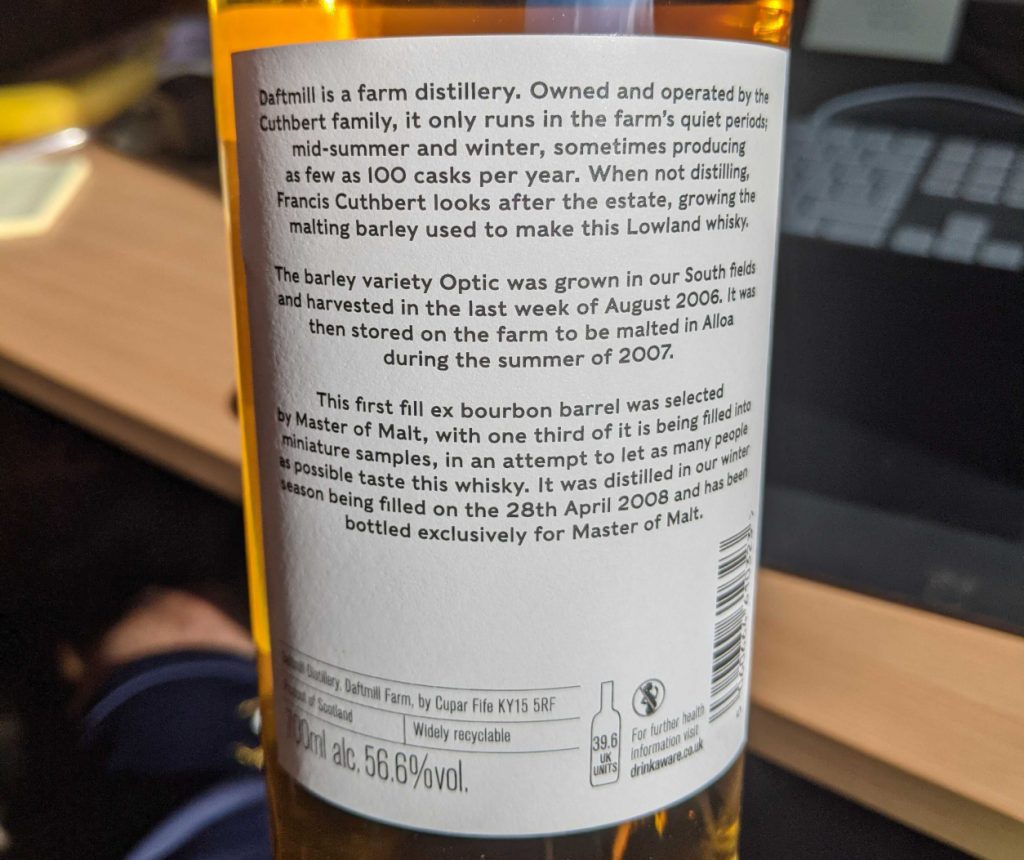 Daftmill is a farm distillery. Owned and operated by the
Cuthbert family, it only runs in the farm's quiet periods;
mid-summer and winter, sometimes producing
as few as 100 casks per year. When not distilling,
Francis Cuthbert looks after the estate, growing the
malting barley used to make this Lowland whisky.
The barley variety Optic was grown in our South fields
and harvested in the last week of August 2006. It was
then stored on the farm to be malted in Alloa
during the summer of 2007.
This first fill ex bourbon barrel was selected
by Master of Malt, with one third of it is being filled into
miniature samples, in an attempt to let as many people
as possible taste this whisky. It was distilled in our winter
season being filled on the 28th April 2008 and has been
bottled exclusively for Master of Malt.
Distillery, Daftmill Farm, by Cupar Fife KY15 5RF
Product of Scotland
Widely recyclable
700ml alc. 56.6%vol.
39.6
UK
UNITS
For further health
information visit
drinkaware.co.uk